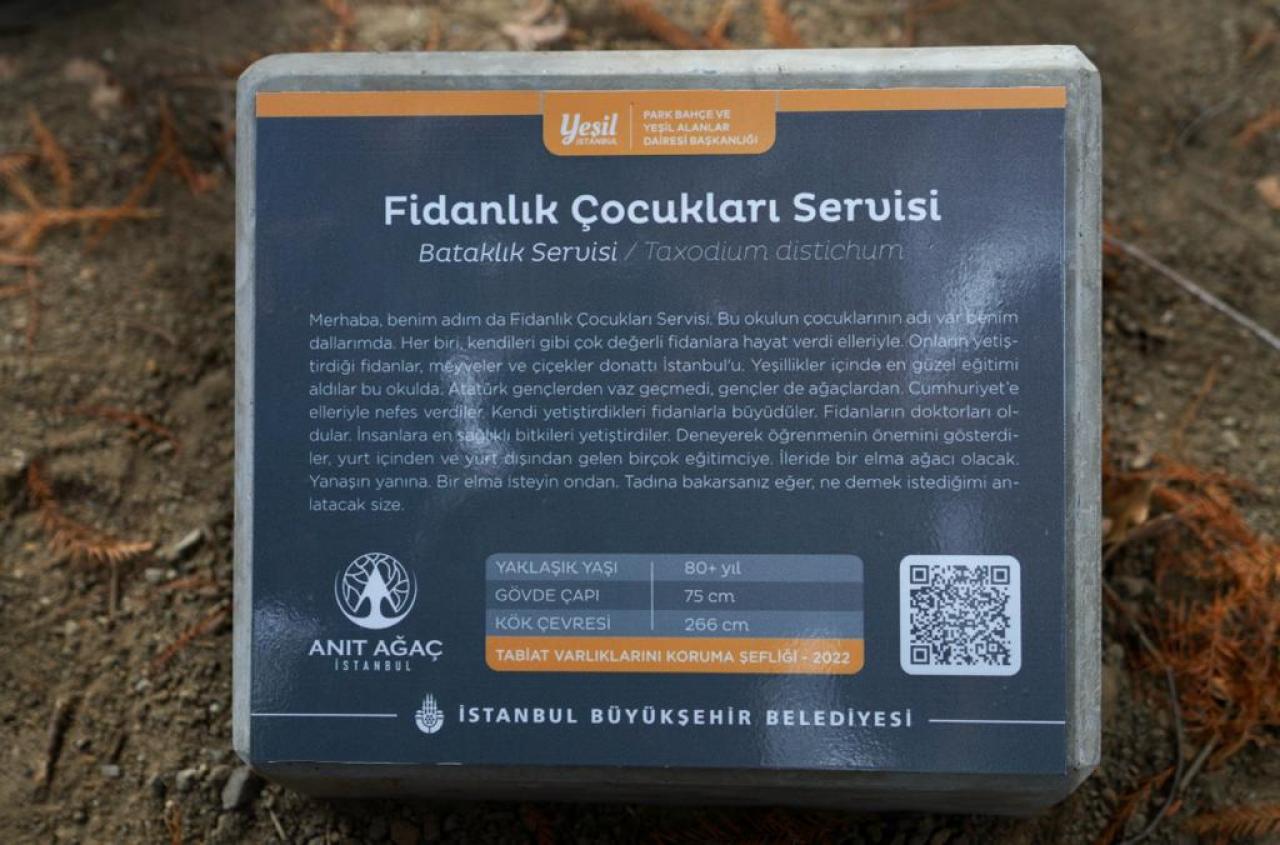 Yeşil
İSTANBUL
PARK BAHÇE VE
YEŞİL ALANLAR
DAİRESİ BAŞKANLIĞI
Fidanlık Çocukları Servisi
Bataklık Servisi / Taxodium distichum
Merhaba, benim adım da Fidanlık Çocukları Servisi. Bu okulun çocuklarının adı var benim
dallarımda. Her biri, kendileri gibi çok değerli fidanlara hayat verdi elleriyle. Onların yetiş-
tirdiği fidanlar, meyveler ve çiçekler donattı İstanbul'u. Yeşillikler içinde en güzel eğitimi
aldılar bu okulda. Atatürk gençlerden vaz geçmedi, gençler de ağaçlardan. Cumhuriyet'e
elleriyle nefes verdiler. Kendi yetiştirdikleri fidanlarla büyüdüler. Fidanların doktorları ol-
dular. İnsanlara en sağlıklı bitkileri yetiştirdiler. Deneyerek öğrenmenin önemini gösterdi-
ler, yurt içinden ve yurt dışından gelen birçok eğitimciye. İleride bir elma ağacı olacak.
Yanaşın yanına. Bir elma isteyin ondan. Tadına bakarsanız eğer, ne demek istediğimi an-
latacak size.
YAKLAŞIK YAŞI 80+ yıl
GÖVDE ÇAPI 75 cm
KÖK ÇEVRESİ 266 cm
TABİAT VARLIKLARINI KORUMA ŞEFLİĞİ - 2022
ANIT AĞAÇ
İSTANBUL
İSTANBUL BÜYÜKŞEHİR BELEDİYESİ